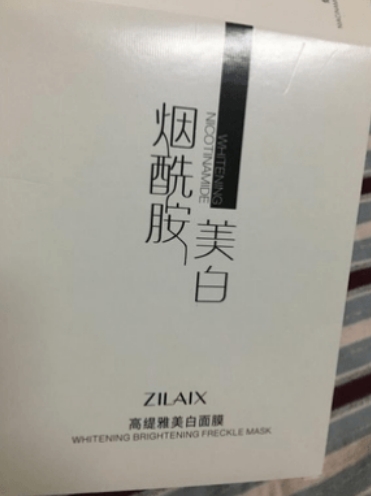 WHITENING
NICOTINAMIDE
烟酰胺
美白
ZILAIX
高缇雅美白面膜
WHITENING BRIGHTENING FRECKLE MASK